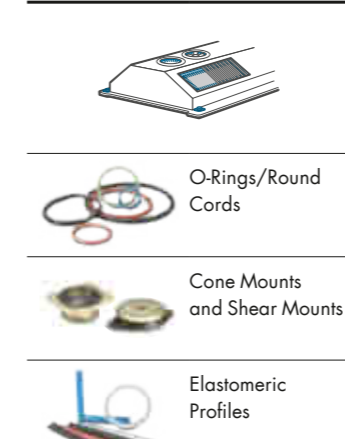 O-Rings/Round
Cords
Cone Mounts
and Shear Mounts
Elastomeric
Profiles